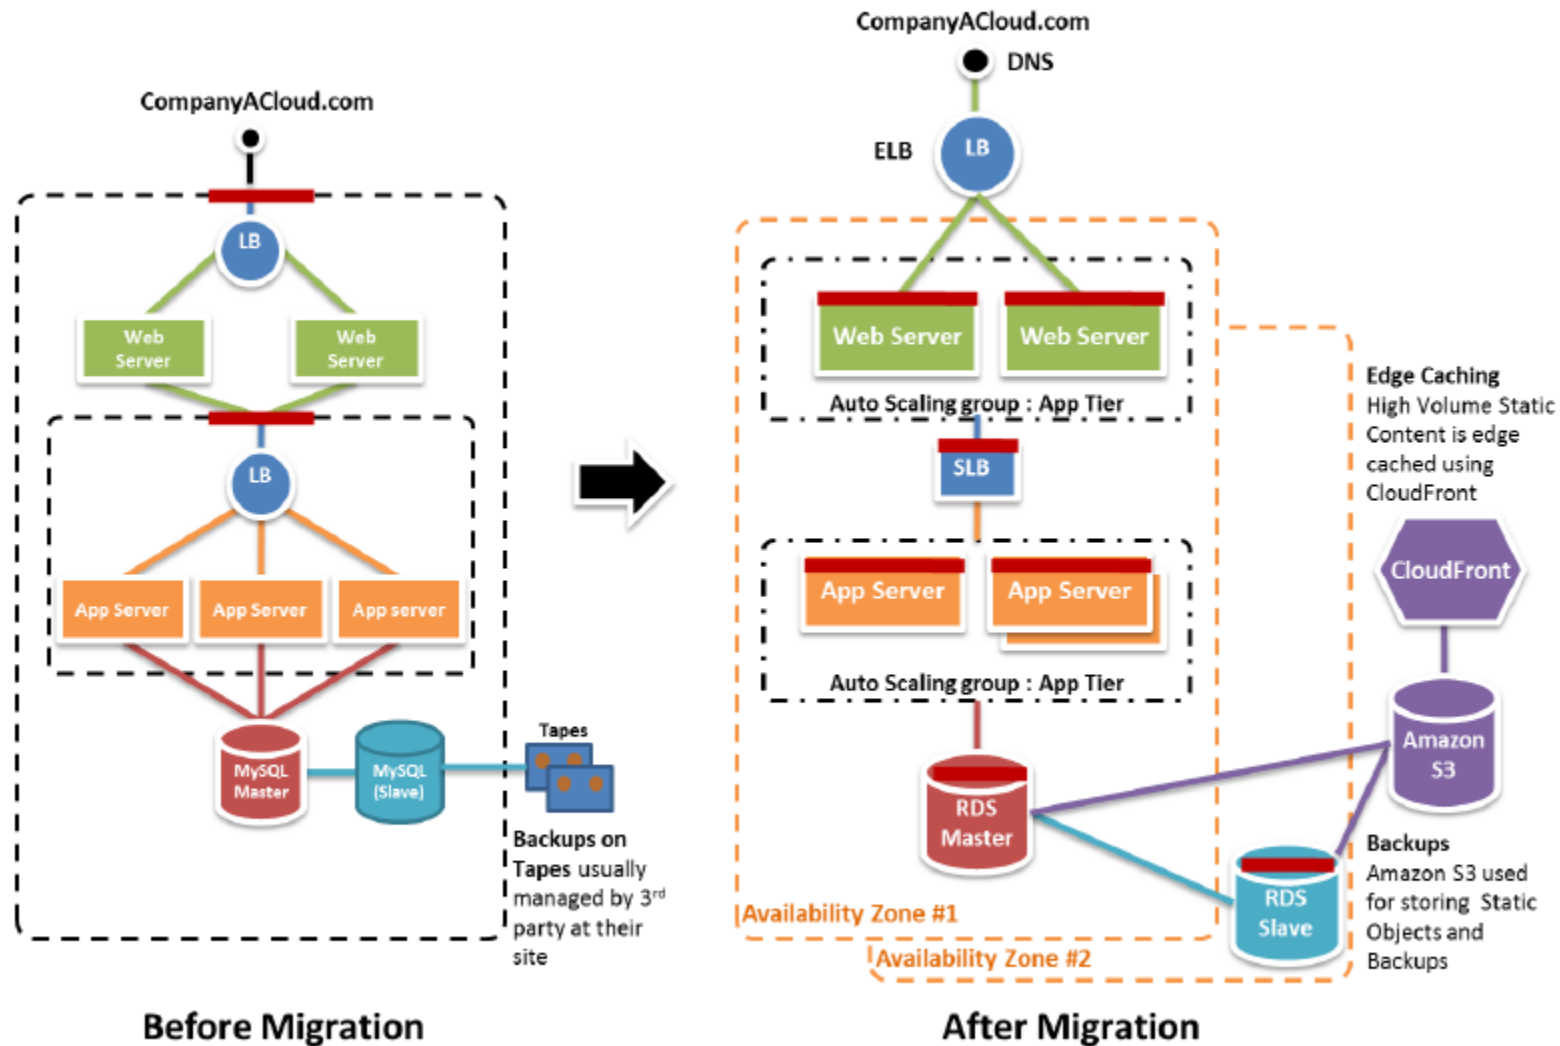 CompanyACloud.com
LB
Web
Server
Web
Server
LB
App Server
App Server
App server
MySQL
Master
MySQL
(Slave)
Tapes
Backups on
Tapes usually
managed by 3rd
party at their
site
Before Migration
CompanyACloud.com
DNS
ELB
LB
Web Server
Web Server
Auto Scaling group : App Tier
SLB
App Server
App Server
Auto Scaling group : App Tier
RDS
Master
Availability Zone #1
Availability Zone #2
RDS
Slave
Edge Caching
High Volume Static
Content is edge
cached using
CloudFront
CloudFront
Amazon
S3
Backups
Amazon S3 used
for storing Static
Objects and
Backups
After Migration